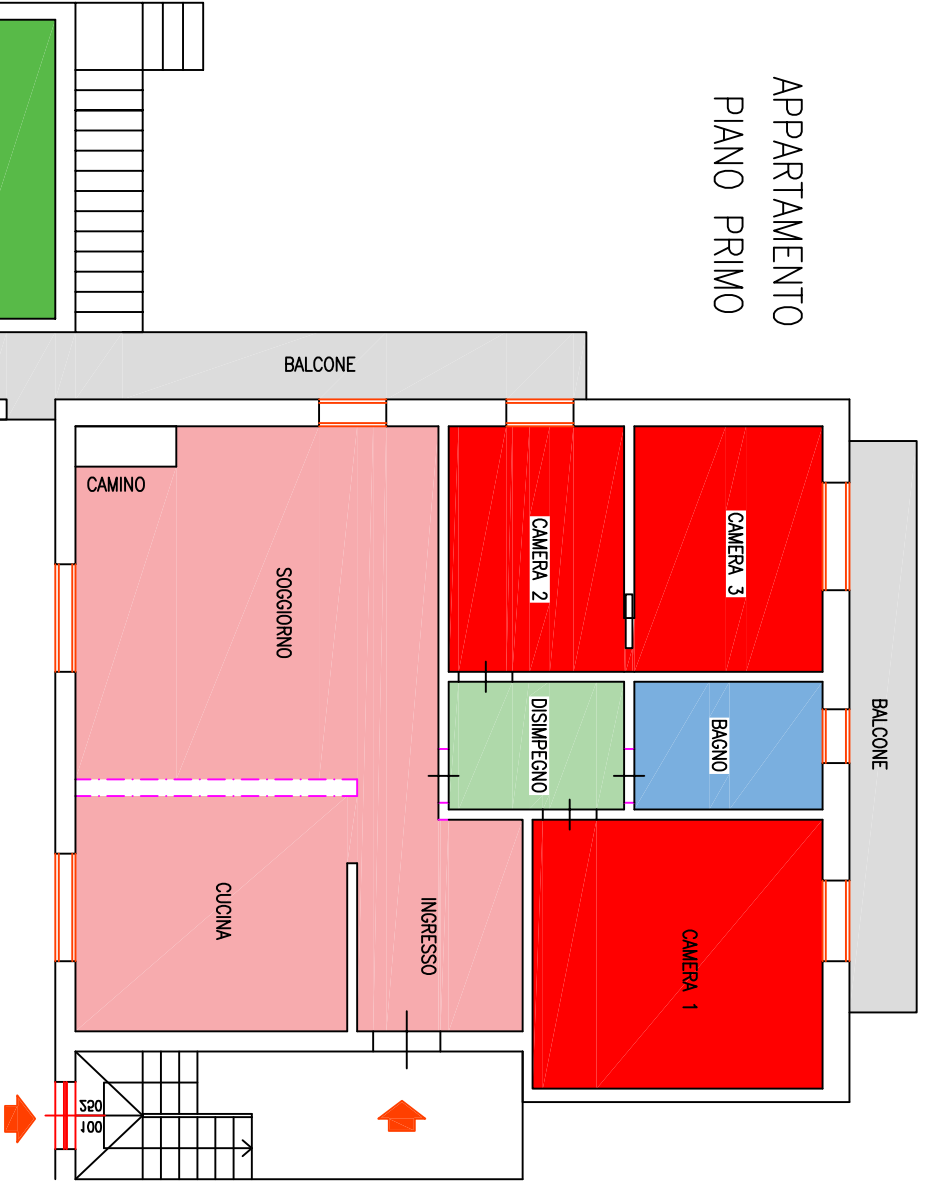 APPARTAMENTO
PIANO PRIMO
BALCONE
CAMINO
SOGGIORNO
CAMERA 2
CAMERA 3
DISIMPEGNO
BAGNO
BALCONE
CUCINA
INGRESSO
CAMERA 1
250
100